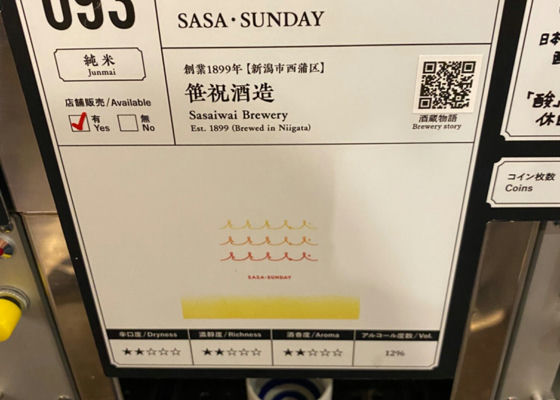 093
SASA・SUNDAY
純米
Junmai
店舗販売/Available
有
Yes
無
No
創業1899年【新潟市西蒲区】
笹祝酒造
Sasaiwai Brewery
Est. 1899 (Brewed in Niigata)
酒蔵物語
Brewery story
SASA・SUNDAY
辛口度/Dryness
★★☆☆☆
濃醇度/Richness
★★☆☆☆
酒香度/Aroma
★★☆☆☆
アルコール度数/Vol.
12%
日本
「酸」
休
コイン枚数
Coins